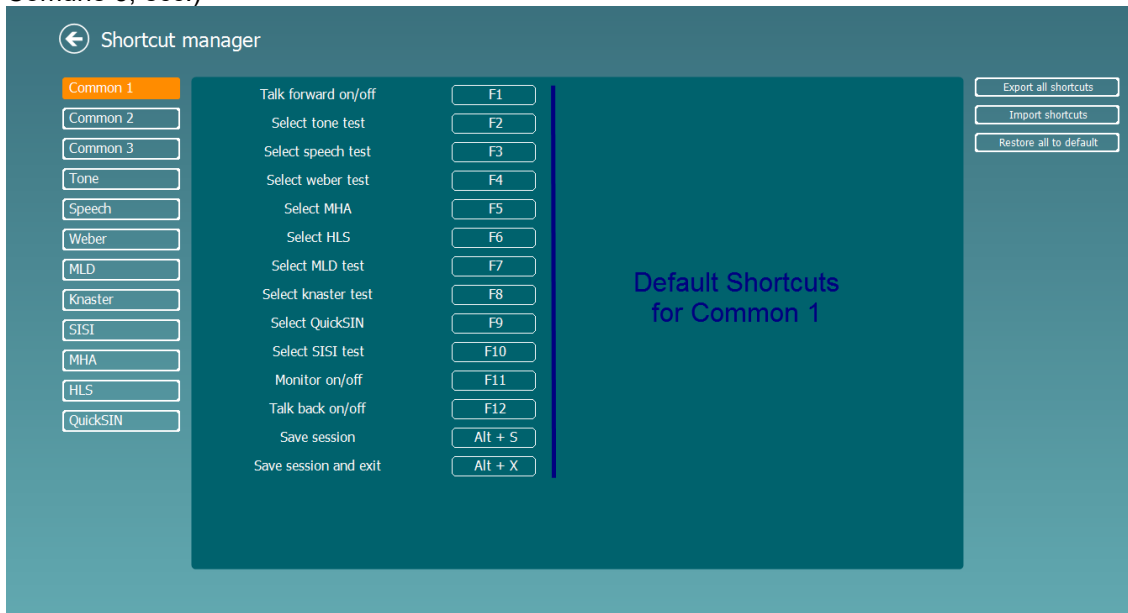 Shortcut manager
Common 1
Common 2
Common 3
Tone
Speech
Weber
MLD
Knaster
SISI
MHA
HLS
QuickSIN
Talk forward on/off F1
Select tone test F2
Select speech test F3
Select weber test F4
Select MHA F5
Select HLS F6
Select MLD test F7
Select knaster test F8
Select QuickSIN F9
Select SISI test F10
Monitor on/off F11
Talk back on/off F12
Save session Alt + S
Save session and exit Alt + X
Default Shortcuts
for Common 1
Export all shortcuts
Import shortcuts
Restore all to default